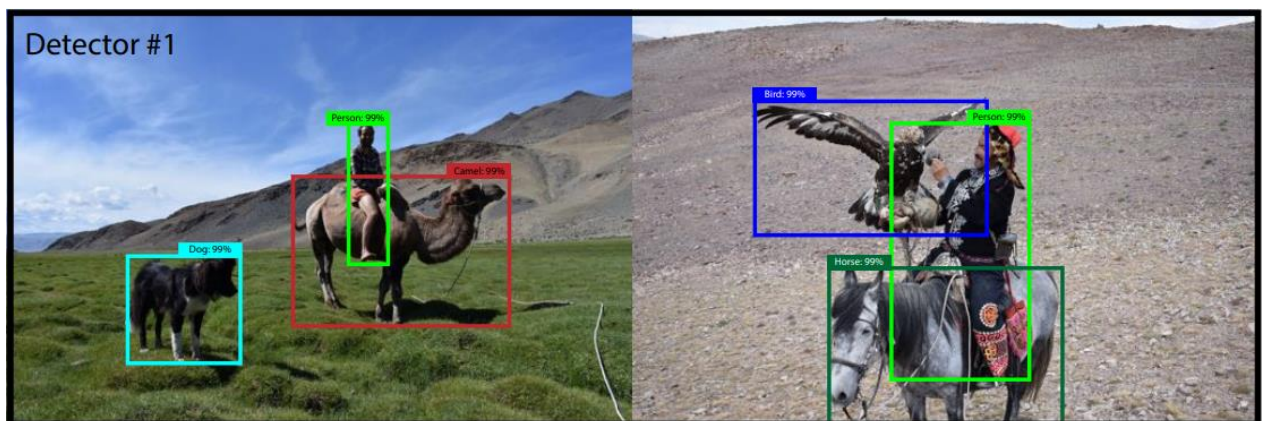 Detector #1
Person: 99%
Camel: 99%
Dog: 99%
Bird: 99%
Person: 99%
Horse: 99%